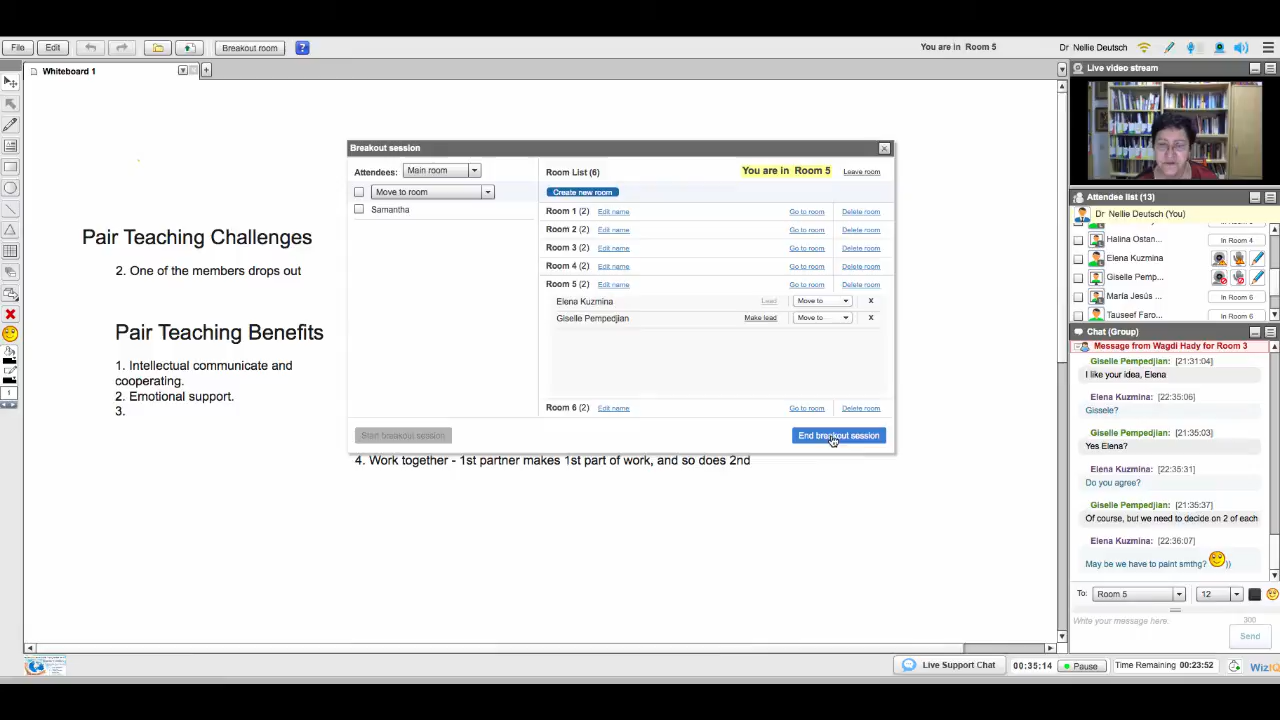 File
Edit
Breakout room
?
You are in Room 5
Dr Nellie Deutsch
Whiteboard 1
Live video stream
Attendee list (13)
Dr Nellie Deutsch (You)
Halina Ostan...
In Room 4
Elena Kuzmina
Giselle Pemp...
María Jesús ...
In Room 6
Tauseef Faro...
In Room 6
Pair Teaching Challenges
2. One of the members drops out
Pair Teaching Benefits
1. Intellectual communicate and
cooperating.
2. Emotional support.
3.
4. Work together - 1st partner makes 1st part of work, and so does 2nd
Breakout session
Attendees:
Main room
Move to room
Samantha
Start breakout session
Room List (6)
You are in Room 5
Leave room
Create new room
Room 1 (2) Edit name Go to room Delete room
Room 2 (2) Edit name Go to room Delete room
Room 3 (2) Edit name Go to room Delete room
Room 4 (2) Edit name Go to room Delete room
Room 5 (2) Edit name Go to room Delete room
Elena Kuzmina Lead Move to X
Giselle Pempedjian Make lead Move to X
Room 6 (2) Edit name Go to room Delete room
End breakout session
Chat (Group)
Message from Wagdi Hady for Room 3
Giselle Pempedjian: [21:31:04]
I like your idea, Elena
Elena Kuzmina: [22:35:06]
Gissele?
Giselle Pempedjian: [21:35:03]
Yes Elena?
Elena Kuzmina: [22:35:31]
Do you agree?
Giselle Pempedjian: [21:35:37]
Of course, but we need to decide on 2 of each
Elena Kuzmina: [22:36:07]
May be we have to paint smthg? ))
To: Room 5 12
Write your message here:
300
Send
1
Live Support Chat
00:35:14
Pause
Time Remaining 00:23:52
WizIQ